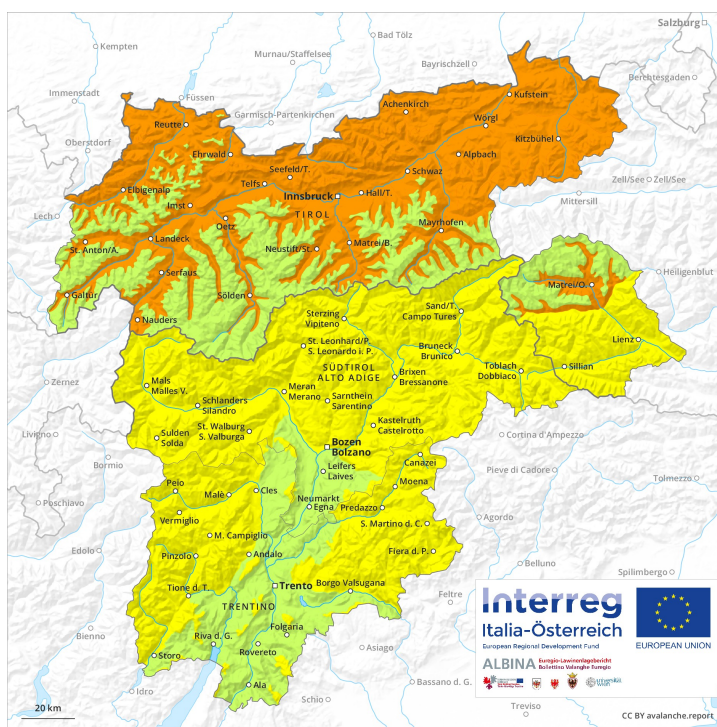 Salzburg
Kempten
Bad Tölz
Murnau/Staffelsee
Bayrischzell
Berchtesgaden
Immenstadt
Füssen
Achenkirch
Kufstein
Garmisch-Partenkirchen
Reutte
Wörgl
Oberstdorf
Kitzbühel
Ehrwald
Alpbach
Seefeld/T.
Schwaz
Zell/See
Zell/See
Elbigenalp
Telfs
Innsbruck
Hall/T.
Mittersill
Lech
Imst
TIROL
Mayrhofen
Oetz
St. Anton/A.
Landeck
Neustift/St.
Matrei/B.
Serfaus
Heiligenblut
Galtür
Sölden
Matrei/O.
Nauders
Sterzing
Vipiteno
Sand/T.
Campo Tures
Lienz
St. Leonhard/P.
S. Leonardo i. P.
Bruneck
Brunico
Zernez
SÜDTIROL
ALTO ADIGE
Toblach
Dobbiaco
Sillian
Mals
Malles V.
Brixen
Bressanone
Meran
Merano
Schlanders
Silandro
Sarnthein
Sarentino
St. Walburg
S. Valburga
Kastelruth
Castelrotto
Livigno
Sulden
Solda
Bozen
Bolzano
Cortina d'Ampezzo
Bormio
Leifers
Laives
Canazei
Pieve di Cadore
Tolmezzo
Peio
Cles
Moena
Malè
Neumarkt
Egna
Poschiavo
Predazzo
Vermiglio
Agordo
S. Martino d. C.
M. Campiglio
Edolo
Pinzolo
Andalo
Fiera d. P.
Belluno
Spilimbergo
Tione d. T.
Trento
Borgo Valsugana
Feltre
TRENTINO
Folgaria
Bienno
Riva d. G.
Rovereto
Asiago
Storo
Bassano d. G.
Idro
Ala
Schio
Treviso
20 km
Interreg
Italia-Österreich
European Regional Development Fund
EUROPEAN UNION
ALBINA
Euregio-Lawinenlagebericht
Bollettino Valanghe Euregio
universität
wien
CC BY avalanche.report